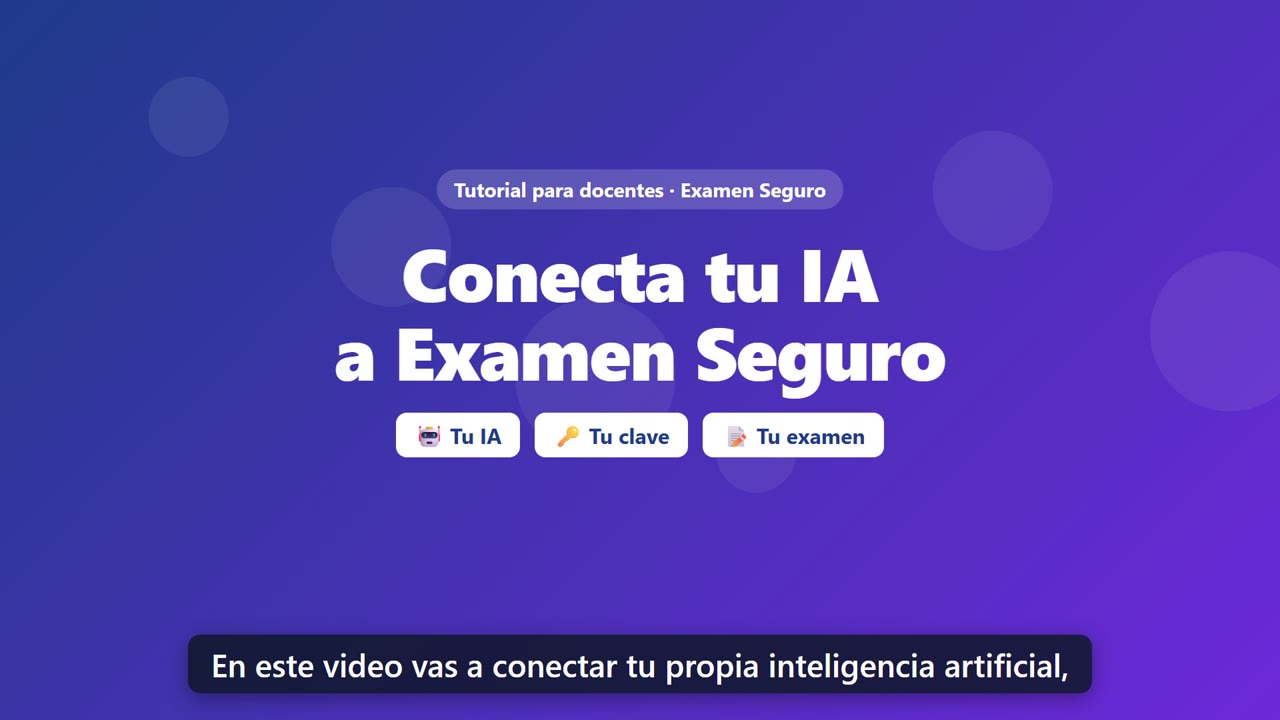 Tutorial para docentes · Examen Seguro
Conecta tu IA
a Examen Seguro
Tu IA
Tu clave
Tu examen
En este video vas a conectar tu propia inteligencia artificial,